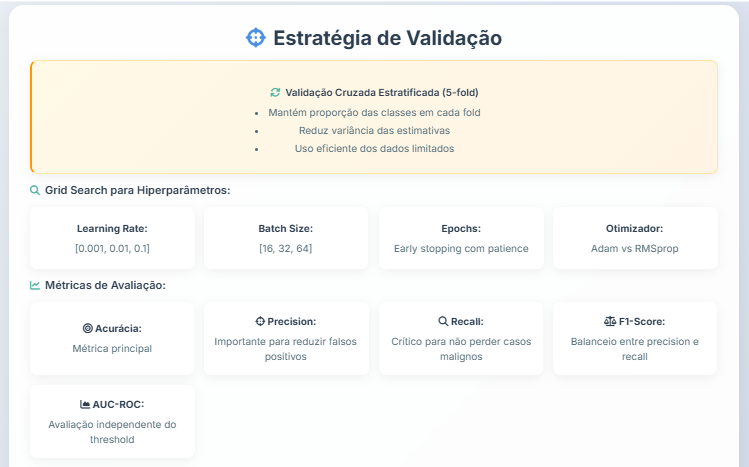 Estratégia de Validação
Validação Cruzada Estratificada (5-fold)
• Mantém proporção das classes em cada fold
• Reduz variância das estimativas
• Uso eficiente dos dados limitados
Grid Search para Hiperparâmetros:
Learning Rate:
[0.001, 0.01, 0.1]
Batch Size:
[16, 32, 64]
Epochs:
Early stopping com patience
Otimizador:
Adam vs RMSprop
Métricas de Avaliação:
Acurácia:
Métrica principal
Precision:
Importante para reduzir falsos
positivos
Recall:
Crítico para não perder casos
malignos
F1-Score:
Balanceio entre precision e
recall
AUC-ROC:
Avaliação independente do
threshold